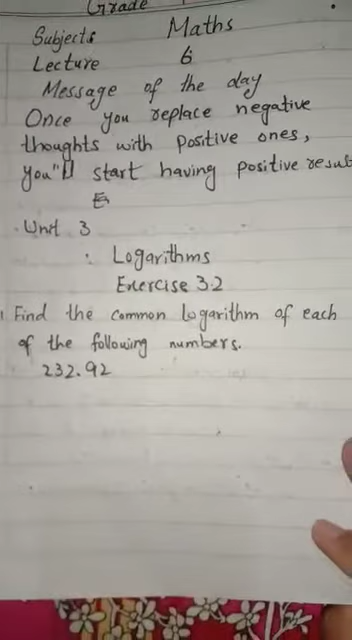 Grade
Subjects Maths
Lecture 6
Message of the day
Once you replace negative
thoughts with positive ones,
you"ll start having positive result
Unit 3
Logarithms
Exercise 3.2
Find the common logarithm of each
of the following numbers.
232.92